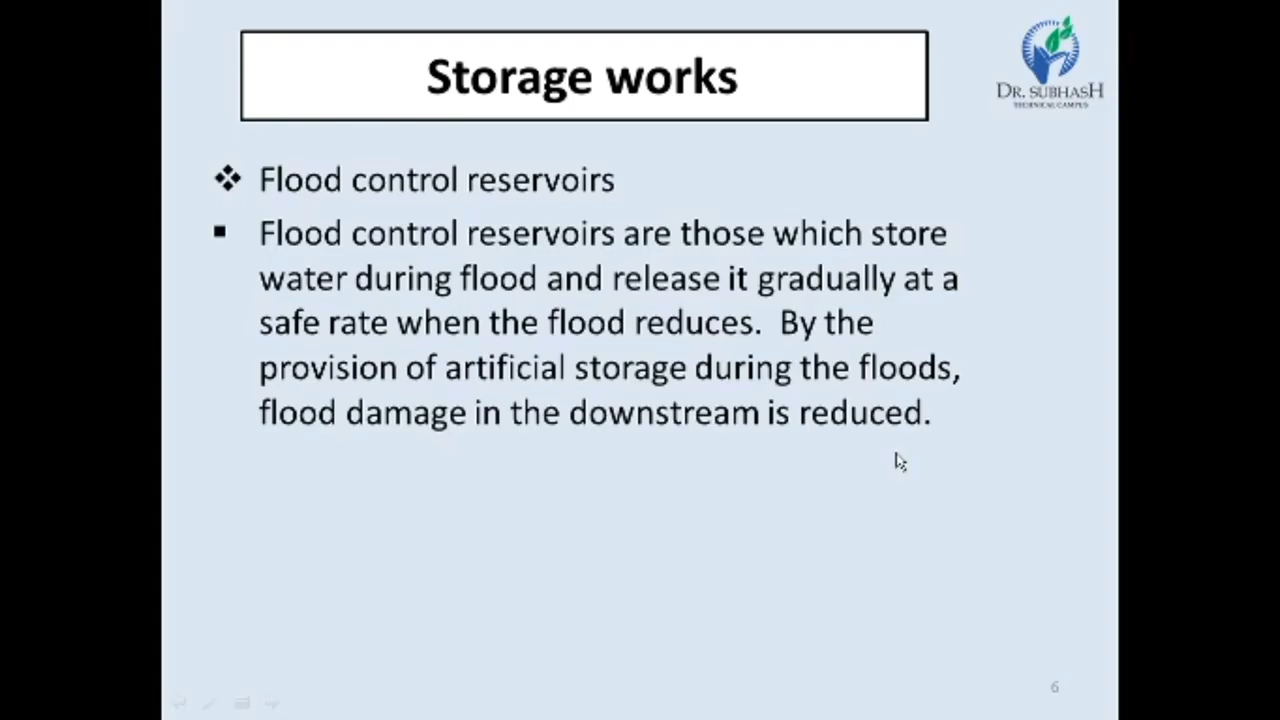 Storage works
DR. SUBHASH
TECHNICAL CAMPUS
❖ Flood control reservoirs
▪ Flood control reservoirs are those which store
water during flood and release it gradually at a
safe rate when the flood reduces.  By the
provision of artificial storage during the floods,
flood damage in the downstream is reduced.
6